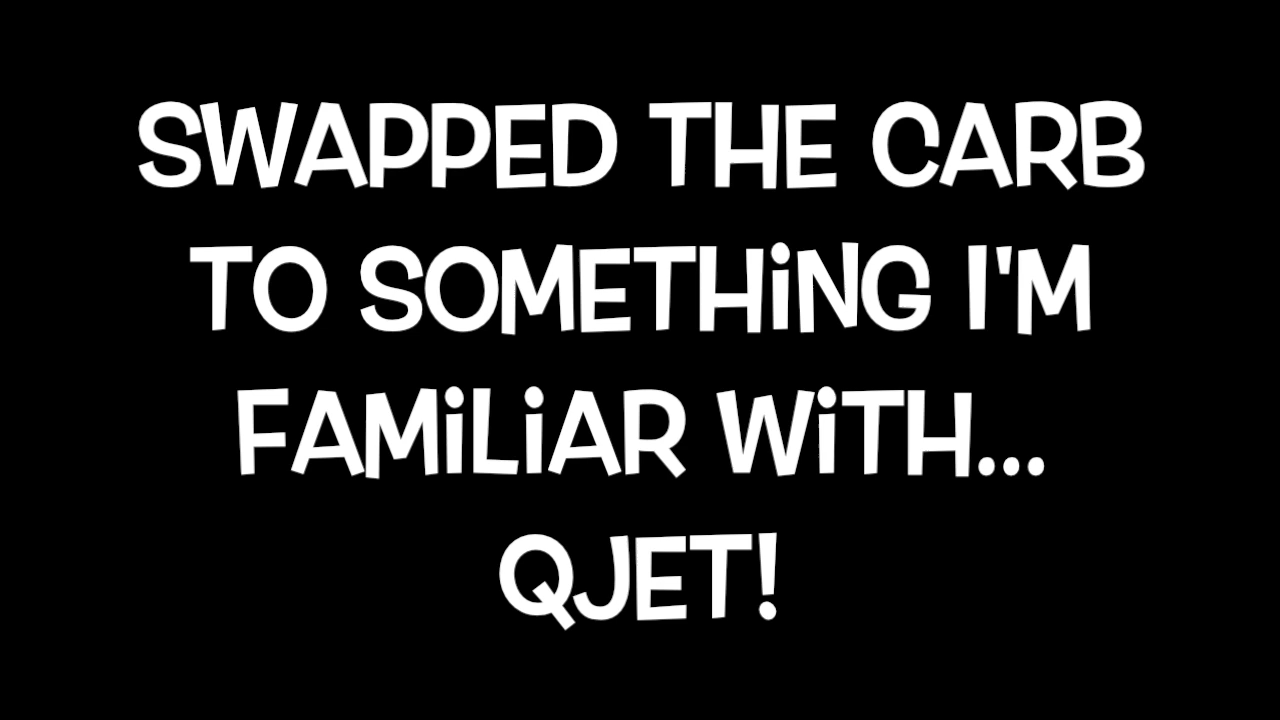 SWAPPED THE CARB
TO SOMETHING I'M
FAMILIAR WITH...
QJET!